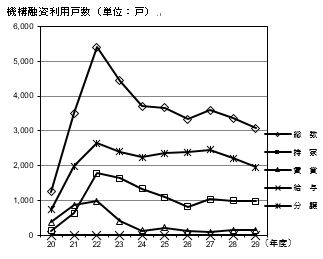 機構融資利用戸数（単位：戸）
6,000
5,000
4,000
3,000
2,000
1,000
0
20 21 22 23 24 25 26 27 28 29 （年度）
総 数
持 家
貸 貸
給 与
分 譲